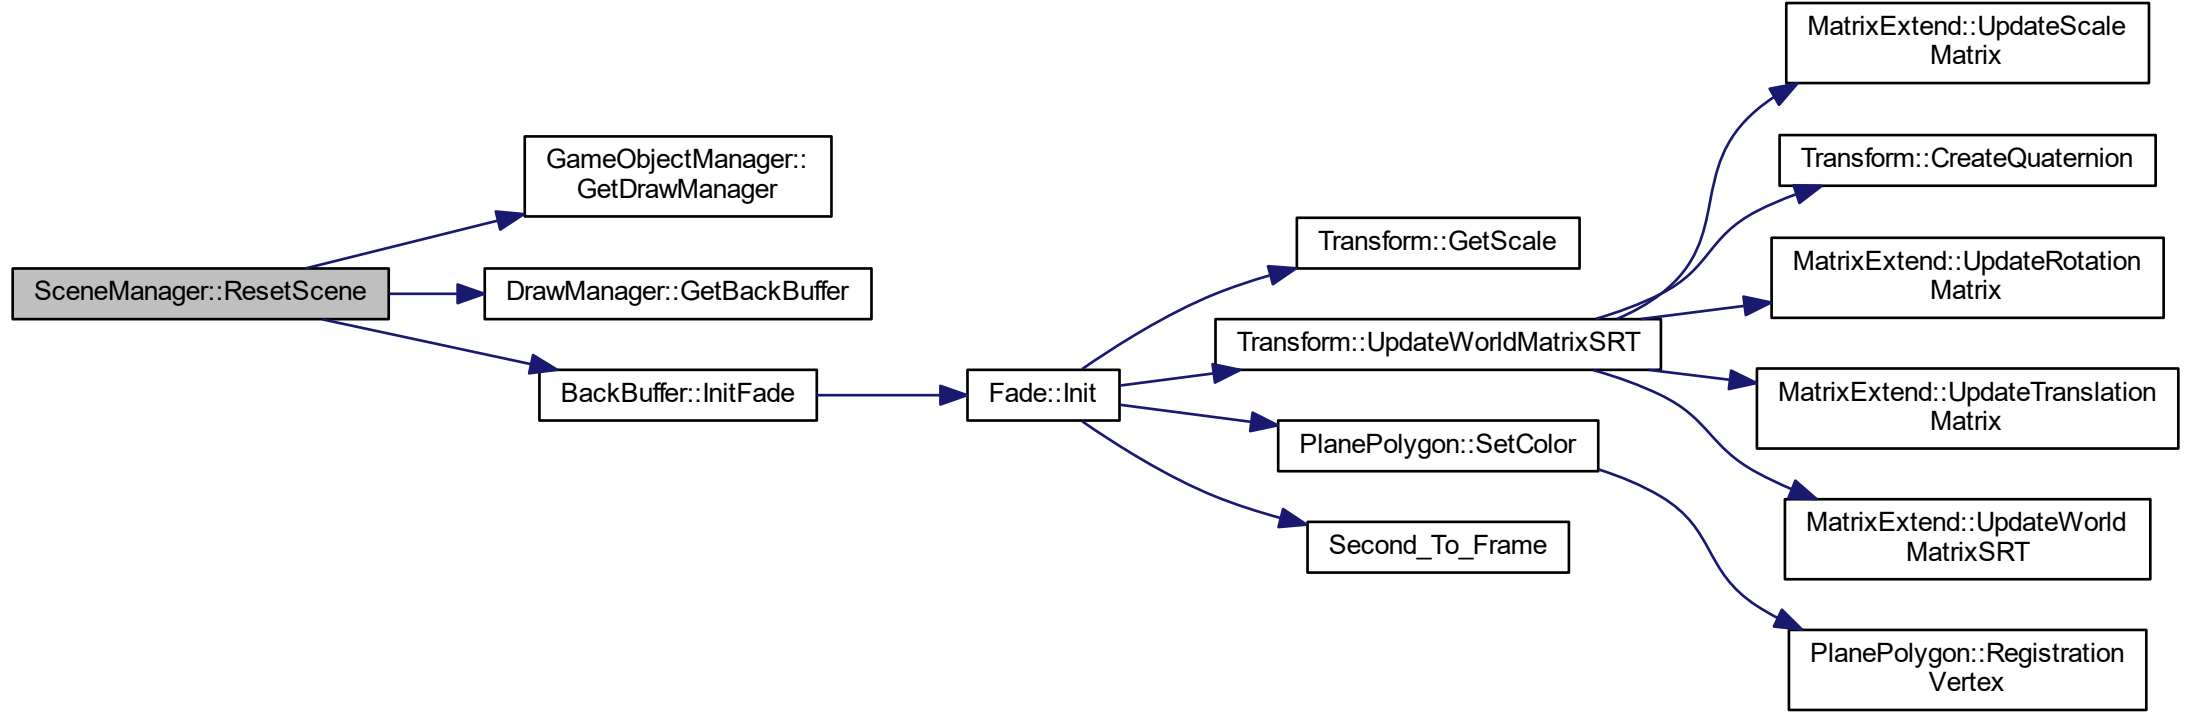 SceneManager::ResetScene
GameObjectManager::
GetDrawManager
DrawManager::GetBackBuffer
BackBuffer::InitFade
Fade::Init
Transform::GetScale
Transform::UpdateWorldMatrixSRT
PlanePolygon::SetColor
Second_To_Frame
MatrixExtend::UpdateScale
Matrix
Transform::CreateQuaternion
MatrixExtend::UpdateRotation
Matrix
MatrixExtend::UpdateTranslation
Matrix
MatrixExtend::UpdateWorld
MatrixSRT
PlanePolygon::Registration
Vertex